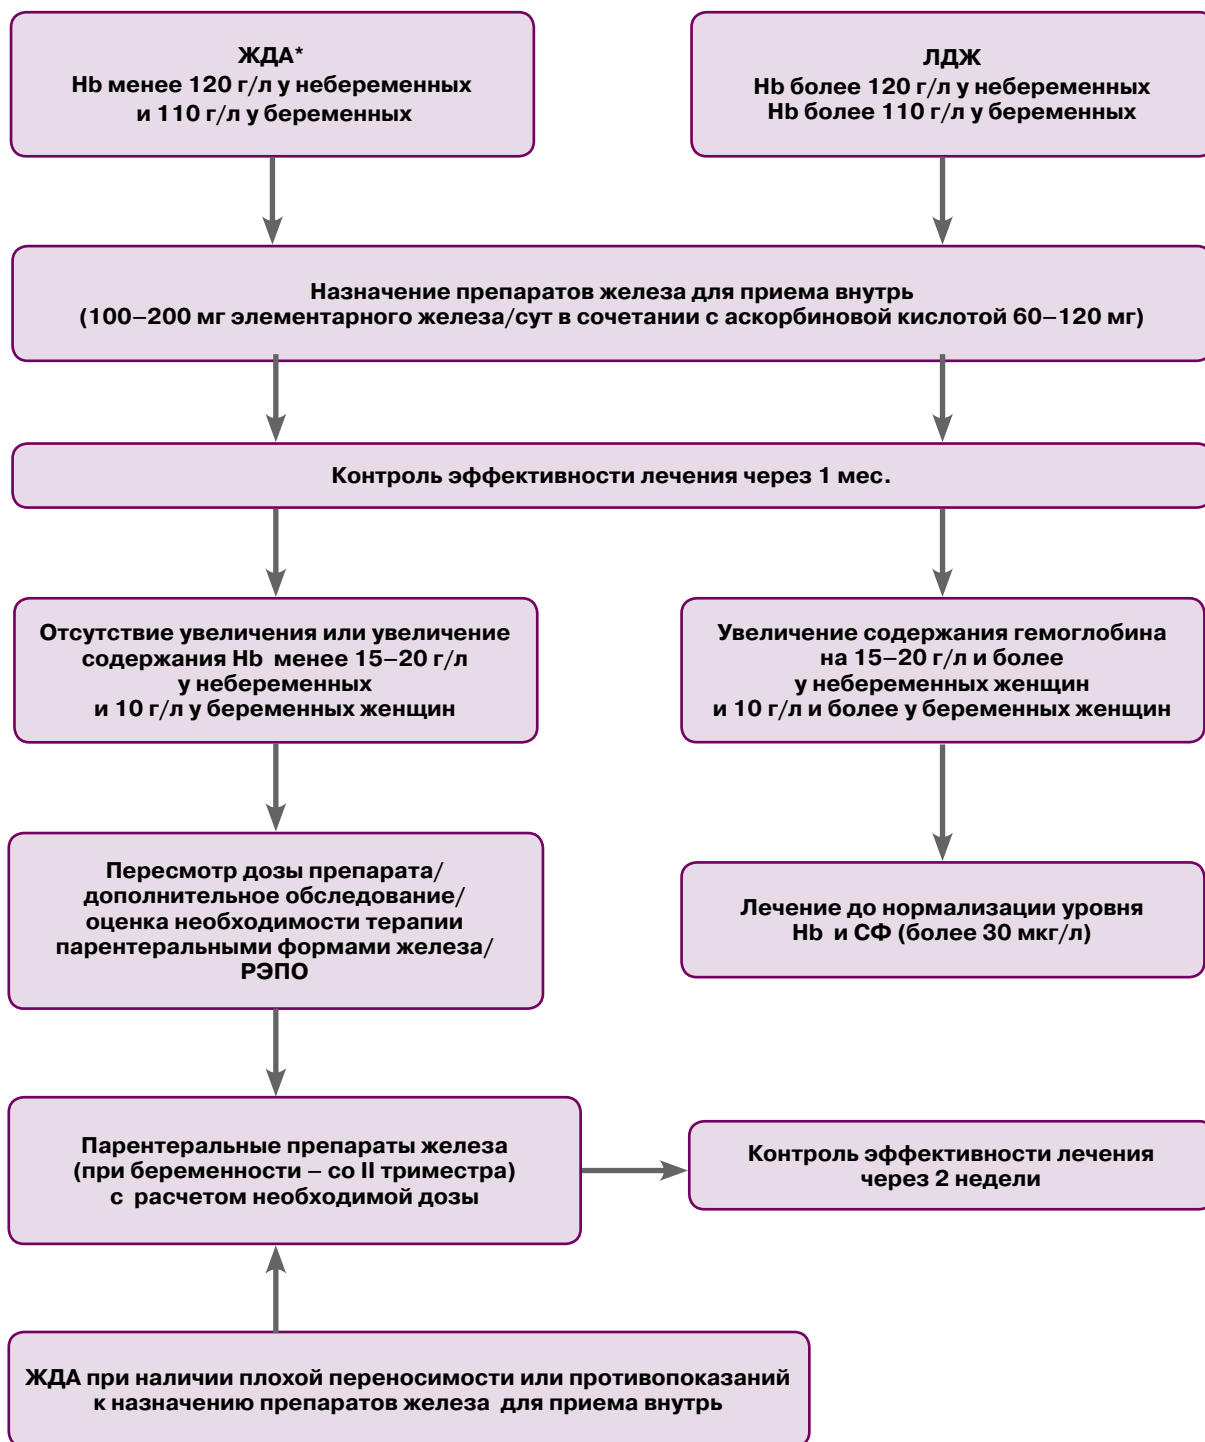 ЖДА*
Hb менее 120 г/л у небеременных
и 110 г/л у беременных
ЛДЖ
Hb более 120 г/л у небеременных
Hb более 110 г/л у беременных
Назначение препаратов железа для приема внутрь
(100–200 мг элементарного железа/сут в сочетании с аскорбиновой кислотой 60–120 мг)
Контроль эффективности лечения через 1 мес.
Отсутствие увеличения или увеличение
содержания Hb менее 15–20 г/л
у небеременных
и 10 г/л у беременных женщин
Увеличение содержания гемоглобина
на 15–20 г/л и более
у небеременных женщин
и 10 г/л и более у беременных женщин
Пересмотр дозы препарата/
дополнительное обследование/
оценка необходимости терапии
парентеральными формами железа/
РЭПО
Лечение до нормализации уровня
Hb и СФ (более 30 мкг/л)
Парентеральные препараты железа
(при беременности – со II триместра)
с расчетом необходимой дозы
Контроль эффективности лечения
через 2 недели
ЖДА при наличии плохой переносимости или противопоказаний
к назначению препаратов железа для приема внутрь